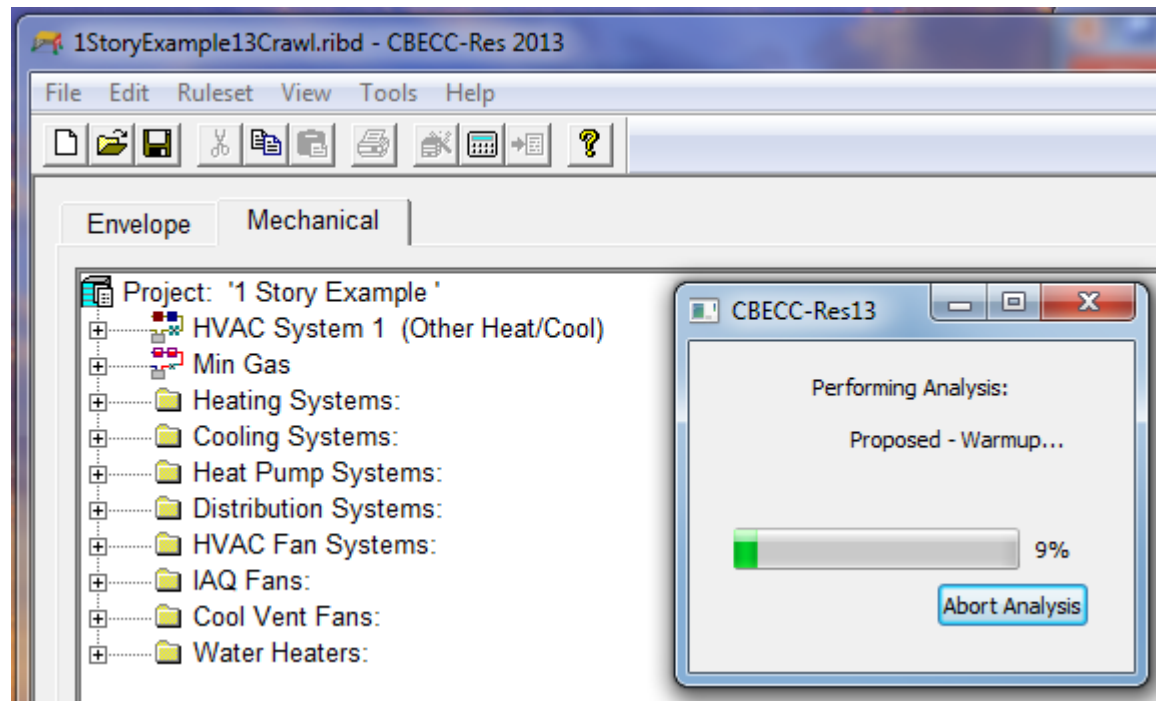 1StoryExample13Crawl.ribd - CBECC-Res 2013
File Edit Ruleset View Tools Help
Envelope Mechanical
Project: '1 Story Example '
HVAC System 1 (Other Heat/Cool)
Min Gas
Heating Systems:
Cooling Systems:
Heat Pump Systems:
Distribution Systems:
HVAC Fan Systems:
IAQ Fans:
Cool Vent Fans:
Water Heaters:
CBECC-Res13
Performing Analysis:
Proposed - Warmup...
9%
Abort Analysis